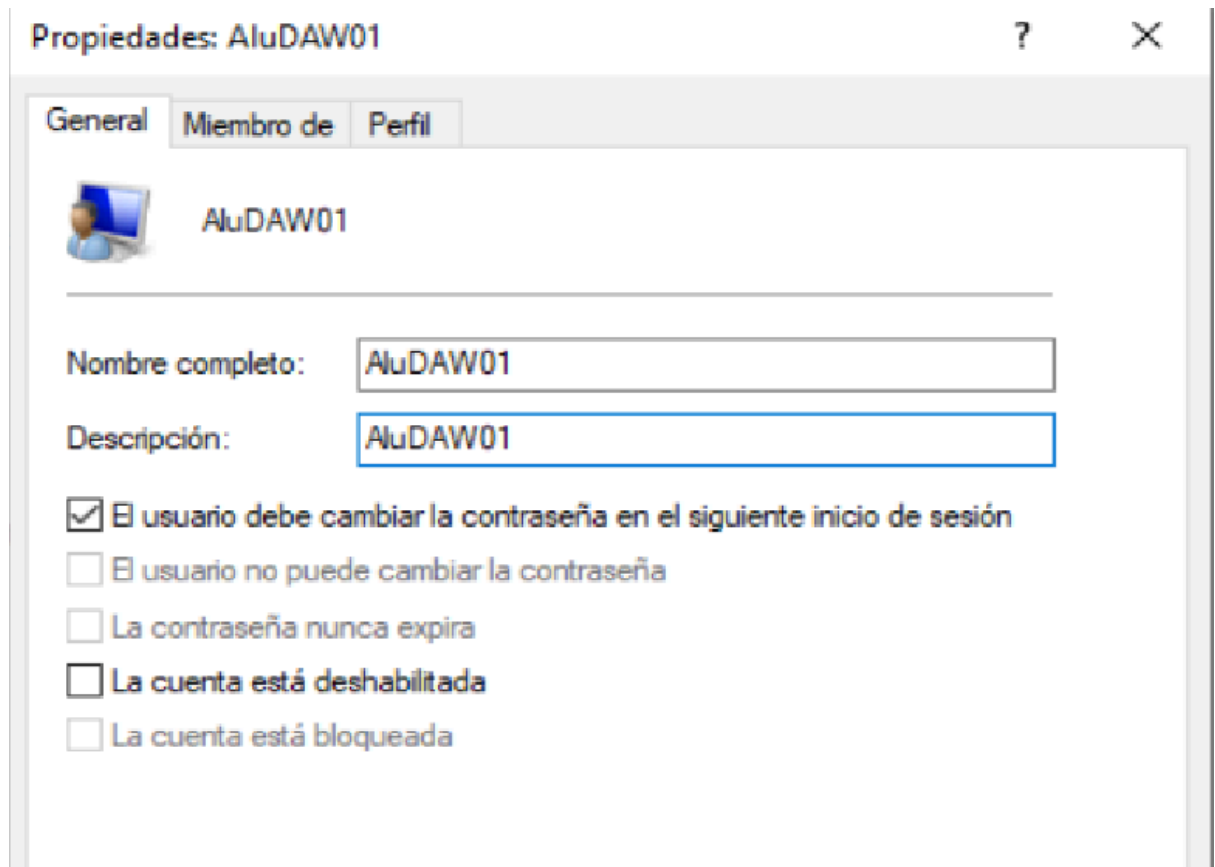 Propiedades: AluDAW01 ? ×
General Miembro de Perfil
AluDAW01
Nombre completo: AluDAW01
Descripción: AluDAW01
El usuario debe cambiar la contraseña en el siguiente inicio de sesión
El usuario no puede cambiar la contraseña
La contraseña nunca expira
La cuenta está deshabilitada
La cuenta está bloqueada